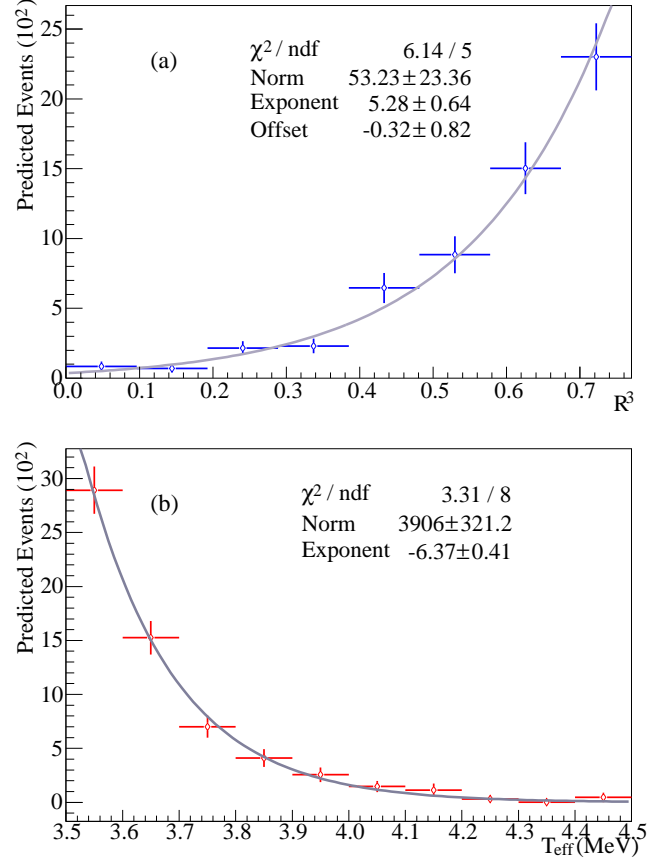 Predicted Events (10²)
25
20
15
10
5
0
(a)
χ² / ndf 6.14 / 5
Norm 53.23±23.36
Exponent 5.28±0.64
Offset -0.32±0.82
0.0 0.1 0.2 0.3 0.4 0.5 0.6 0.7
R³
Predicted Events (10²)
30
25
20
15
10
5
0
(b)
χ² / ndf 3.31 / 8
Norm 3906±321.2
Exponent -6.37±0.41
3.5 3.6 3.7 3.8 3.9 4.0 4.1 4.2 4.3 4.4 4.5
T_eff (MeV)